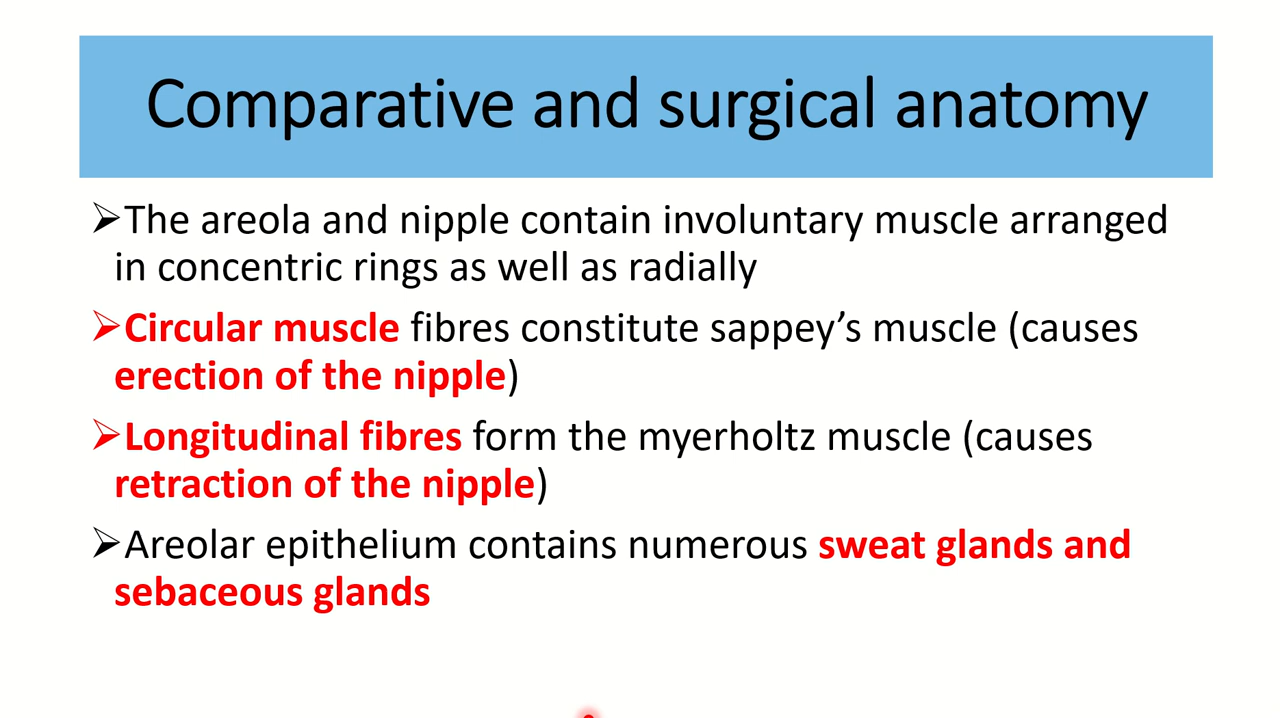 Comparative and surgical anatomy
➢The areola and nipple contain involuntary muscle arranged
in concentric rings as well as radially
➢Circular muscle fibres constitute sappey’s muscle (causes
erection of the nipple)
➢Longitudinal fibres form the myerholtz muscle (causes
retraction of the nipple)
➢Areolar epithelium contains numerous sweat glands and
sebaceous glands